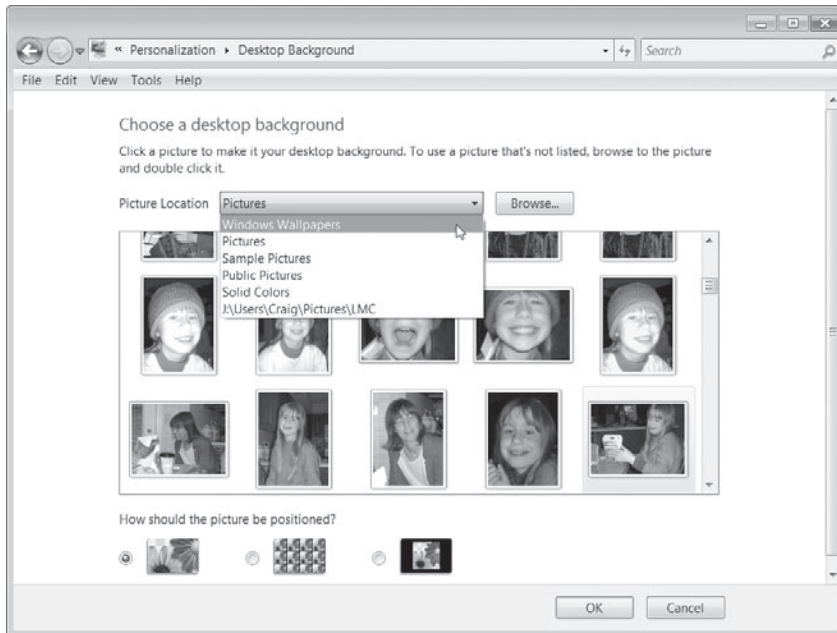 « Personalization ▸ Desktop Background
Search
File Edit View Tools Help
Choose a desktop background
Click a picture to make it your desktop background. To use a picture that's not listed, browse to the picture
and double click it.
Picture Location Pictures Browse...
Windows Wallpapers
Pictures
Sample Pictures
Public Pictures
Solid Colors
J:\Users\Craig\Pictures\LMC
How should the picture be positioned?
OK Cancel